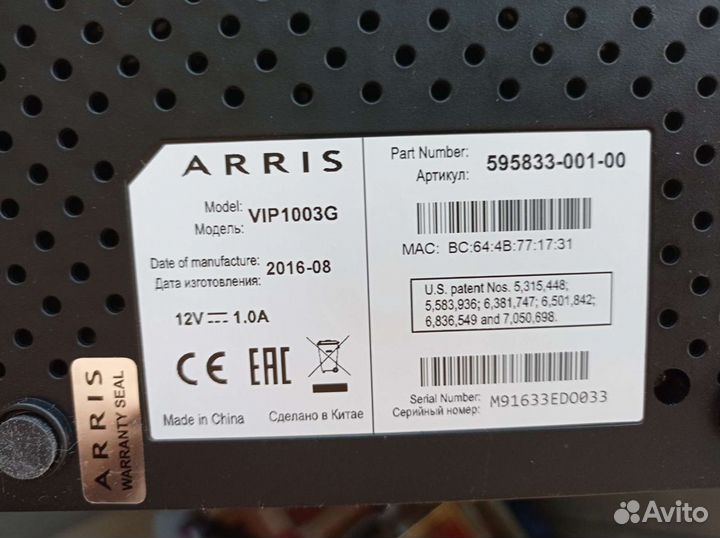 ARRIS
Model: VIP1003G
Модель:
Date of manufacture: 2016-08
Дата изготовления:
12V 1.0A
CE EAC
Made in China Сделано в Китае
Part Number: 595833-001-00
Артикул:
MAC: BC:64:4B:77:17:31
U.S. patent Nos. 5,315,448;
5,583,936; 6,381,747; 6,501,842;
6,836,549 and 7,050,698.
Serial Number: M91633EDO033
Серийный номер:
ARRIS
WARRANTY SEAL
Avito